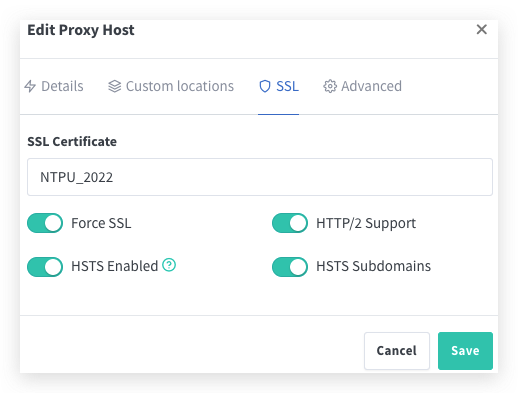 Edit Proxy Host
Details Custom locations SSL Advanced
SSL Certificate
NTPU_2022
Force SSL HTTP/2 Support
HSTS Enabled ? HSTS Subdomains
Cancel Save